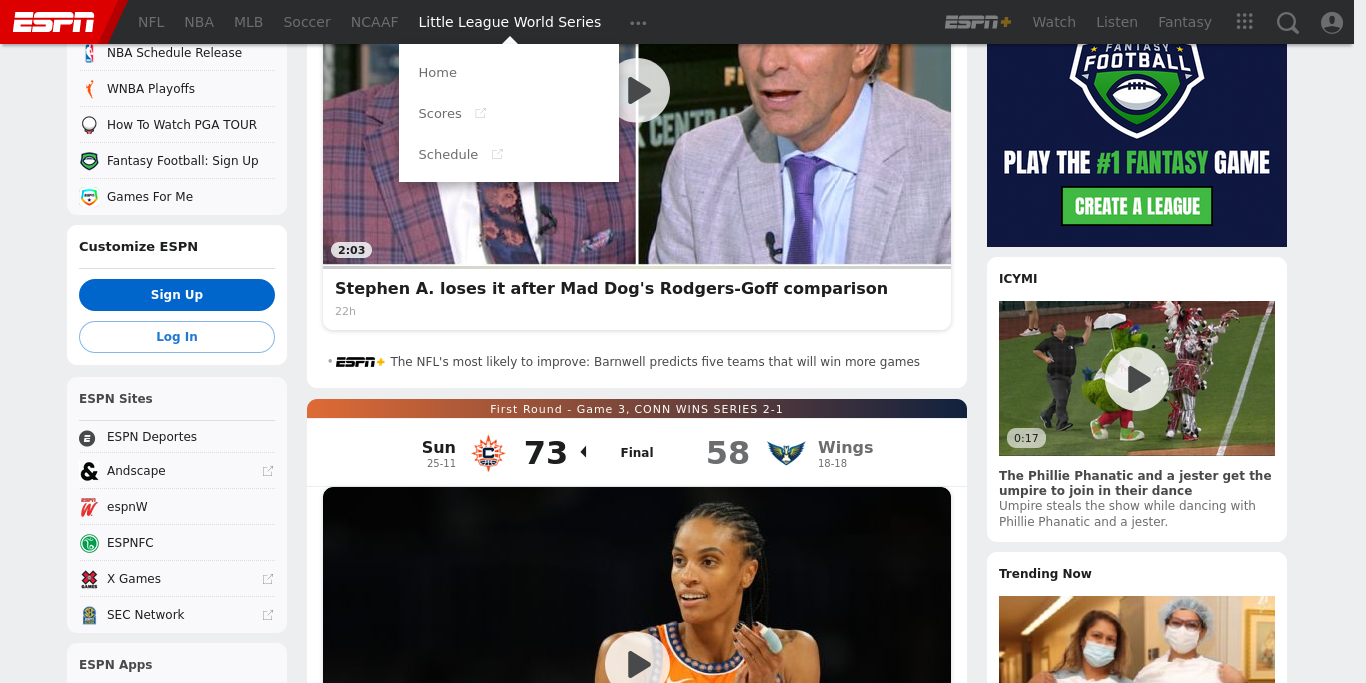 ESPN
NFL
NBA
MLB
Soccer
NCAAF
Little League World Series
ESPN+
Watch
Listen
Fantasy
Home
Scores
Schedule
NBA Schedule Release
WNBA Playoffs
How To Watch PGA TOUR
Fantasy Football: Sign Up
Games For Me
Customize ESPN
Sign Up
Log In
ESPN Sites
ESPN Deportes
Andscape
espnW
ESPNFC
X Games
SEC Network
ESPN Apps
CENTRAL
2:03
Stephen A. loses it after Mad Dog's Rodgers-Goff comparison
22h
• ESPN+ The NFL's most likely to improve: Barnwell predicts five teams that will win more games
First Round - Game 3, CONN WINS SERIES 2-1
Sun
25-11
73
Final
58
Wings
18-18
FANTASY
FOOTBALL
PLAY THE #1 FANTASY GAME
CREATE A LEAGUE
ICYMI
0:17
The Phillie Phanatic and a jester get the
umpire to join in their dance
Umpire steals the show while dancing with
Phillie Phanatic and a jester.
Trending Now